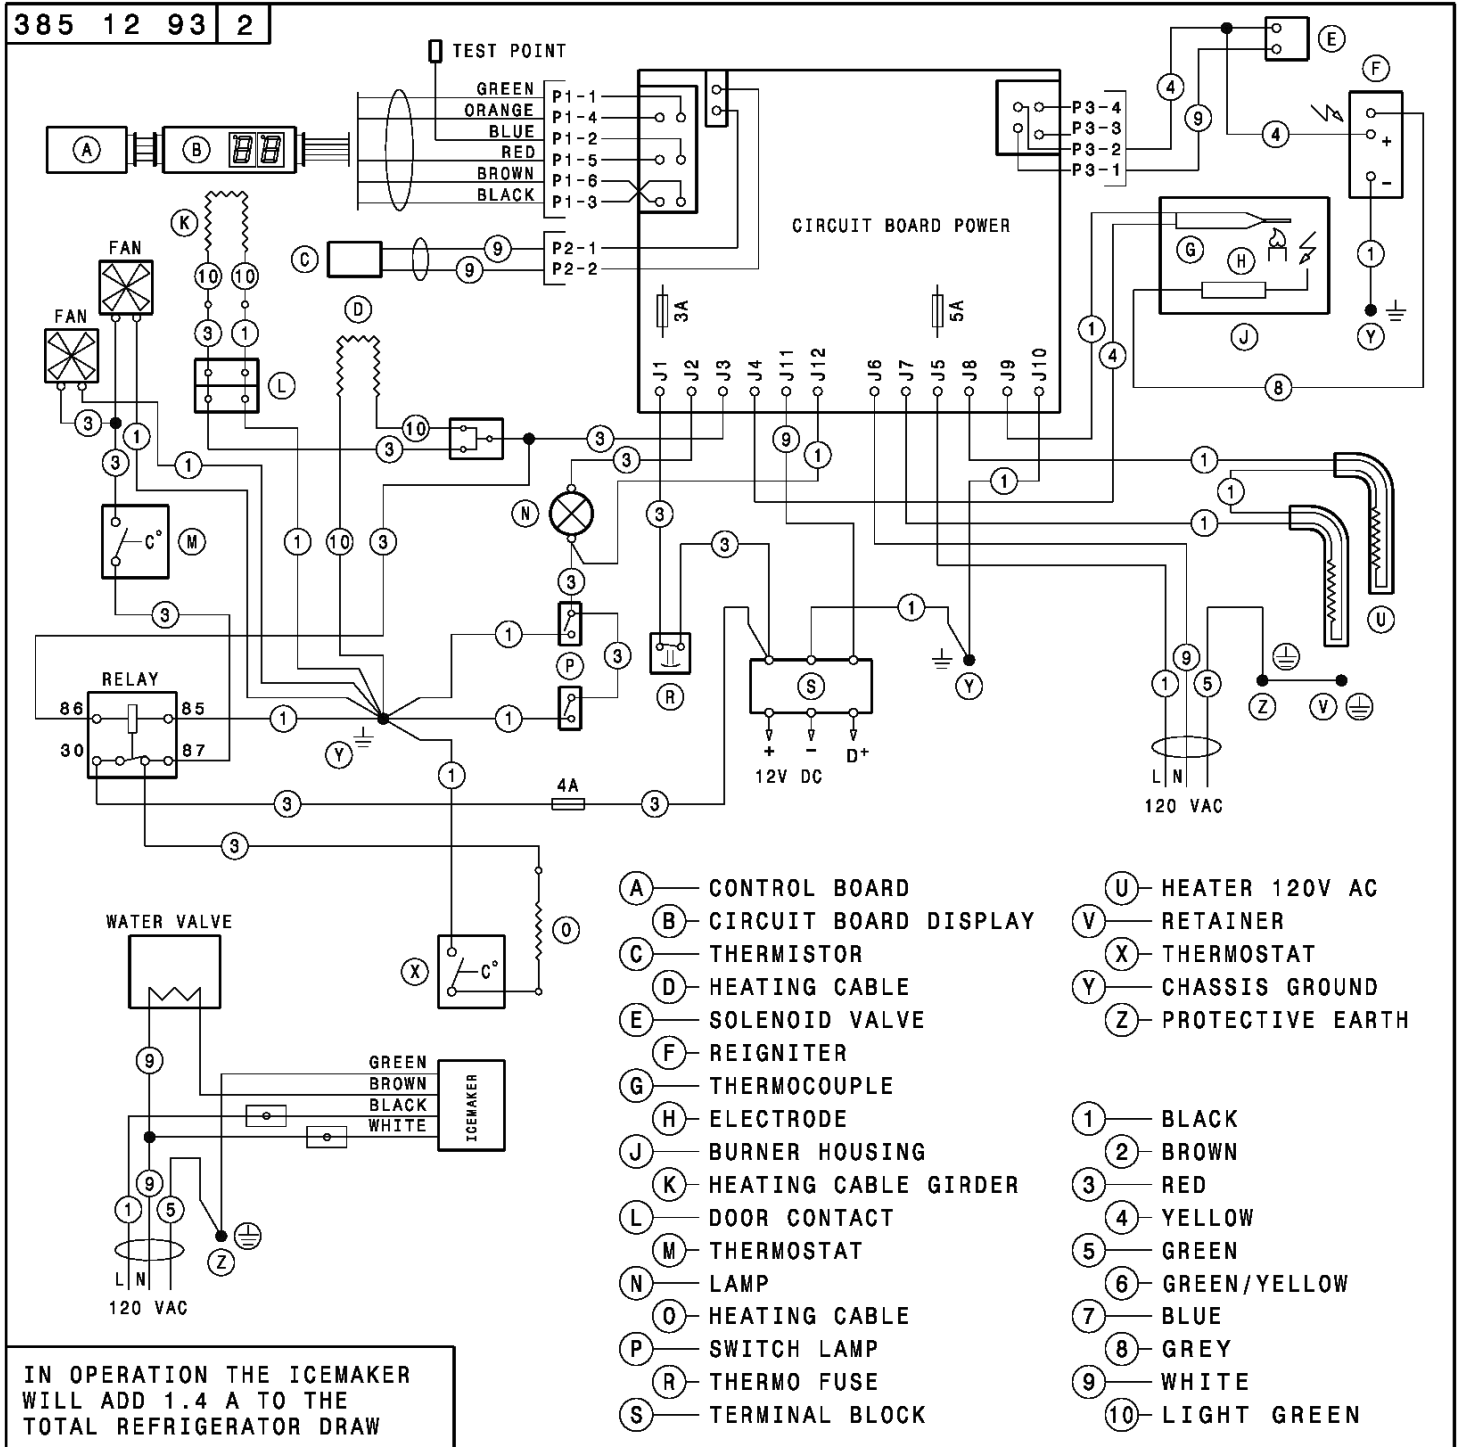 385 12 93 2
TEST POINT
GREEN P1-1
ORANGE P1-4
BLUE P1-2
RED P1-5
BROWN P1-6
BLACK P1-3
A
B
88
C
9 P2-1
9 P2-2
CIRCUIT BOARD POWER
3A
5A
P3-4
P3-3
P3-2
P3-1
4
9
E
F
4
+
-
1
Y
G
H
J
8
1
4
K
10
10
3
1
L
FAN
FAN
3
1
3
1
D
J1
J2
J3
J4
J11
J12
J6
J7
J5
J8
J9
J10
10
3
3
3
9
1
1
1
1
1
N
C°
M
1
10
3
3
3
3
3
1
3
1
P
3
R
S
+
-
D+
12V DC
Y
1
9
5
L N
120 VAC
Z
V
U
RELAY
86
85
30
87
1
1
Y
1
3
4A
3
3
WATER VALVE
X
C°
O
9
GREEN
BROWN
BLACK
WHITE
ICEMAKER
9
1
5
Z
L N
120 VAC
IN OPERATION THE ICEMAKER
WILL ADD 1.4 A TO THE
TOTAL REFRIGERATOR DRAW
A CONTROL BOARD
B CIRCUIT BOARD DISPLAY
C THERMISTOR
D HEATING CABLE
E SOLENOID VALVE
F REIGNITER
G THERMOCOUPLE
H ELECTRODE
J BURNER HOUSING
K HEATING CABLE GIRDER
L DOOR CONTACT
M THERMOSTAT
N LAMP
O HEATING CABLE
P SWITCH LAMP
R THERMO FUSE
S TERMINAL BLOCK
U HEATER 120V AC
V RETAINER
X THERMOSTAT
Y CHASSIS GROUND
Z PROTECTIVE EARTH
1 BLACK
2 BROWN
3 RED
4 YELLOW
5 GREEN
6 GREEN/YELLOW
7 BLUE
8 GREY
9 WHITE
10 LIGHT GREEN